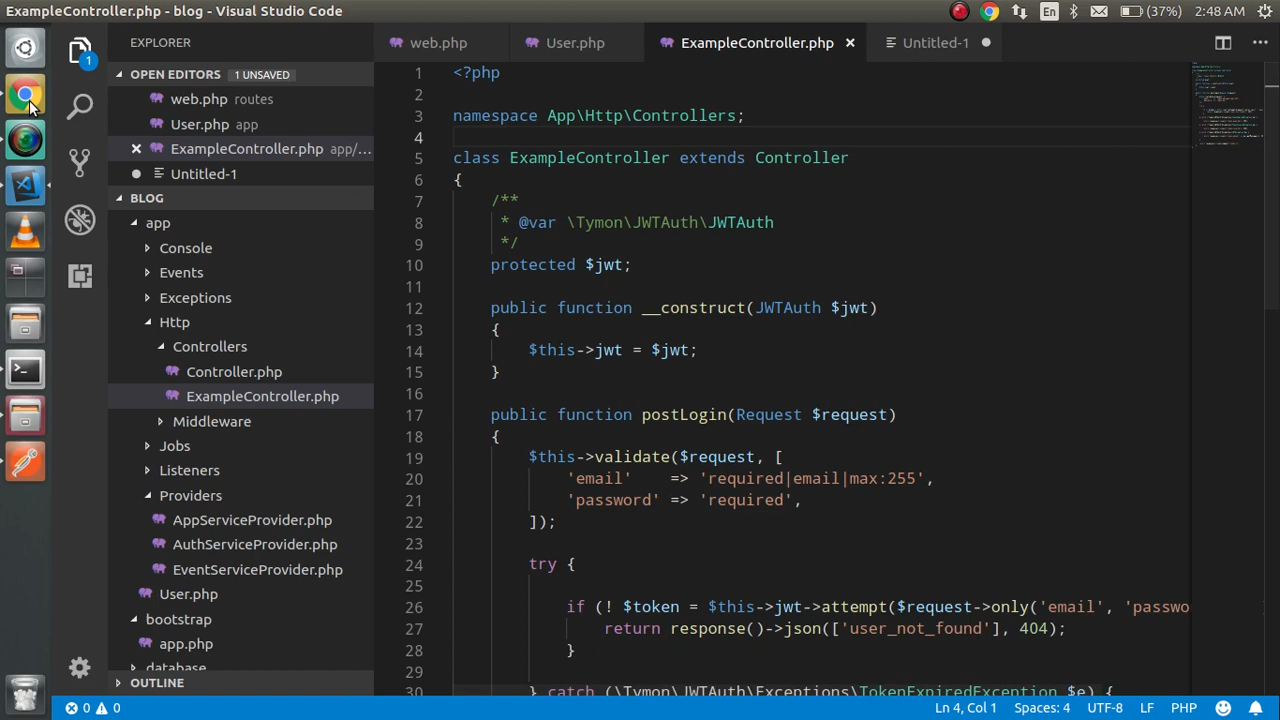 ExampleController.php - blog - Visual Studio Code
En
(37%)
2:48 AM
EXPLORER
1
OPEN EDITORS 1 UNSAVED
web.php routes
User.php app
ExampleController.php app/...
Untitled-1
BLOG
app
Console
Events
Exceptions
Http
Controllers
Controller.php
ExampleController.php
Middleware
Jobs
Listeners
Providers
AppServiceProvider.php
AuthServiceProvider.php
EventServiceProvider.php
User.php
bootstrap
app.php
database
OUTLINE
web.php User.php ExampleController.php Untitled-1
1 <?php
2
3 namespace App\Http\Controllers;
4
5 class ExampleController extends Controller
6 {
7 /**
8 * @var \Tymon\JWTAuth\JWTAuth
9 */
10 protected $jwt;
11
12 public function __construct(JWTAuth $jwt)
13 {
14 $this->jwt = $jwt;
15 }
16
17 public function postLogin(Request $request)
18 {
19 $this->validate($request, [
20 'email' => 'required|email|max:255',
21 'password' => 'required',
22 ]);
23
24 try {
25
26 if (! $token = $this->jwt->attempt($request->only('email', 'passwo
27 return response()->json(['user_not_found'], 404);
28 }
29
30 } catch (\Tymon\JWTAuth\Exceptions\TokenExpiredException $e) {
0 0
Ln 4, Col 1 Spaces: 4 UTF-8 LF PHP